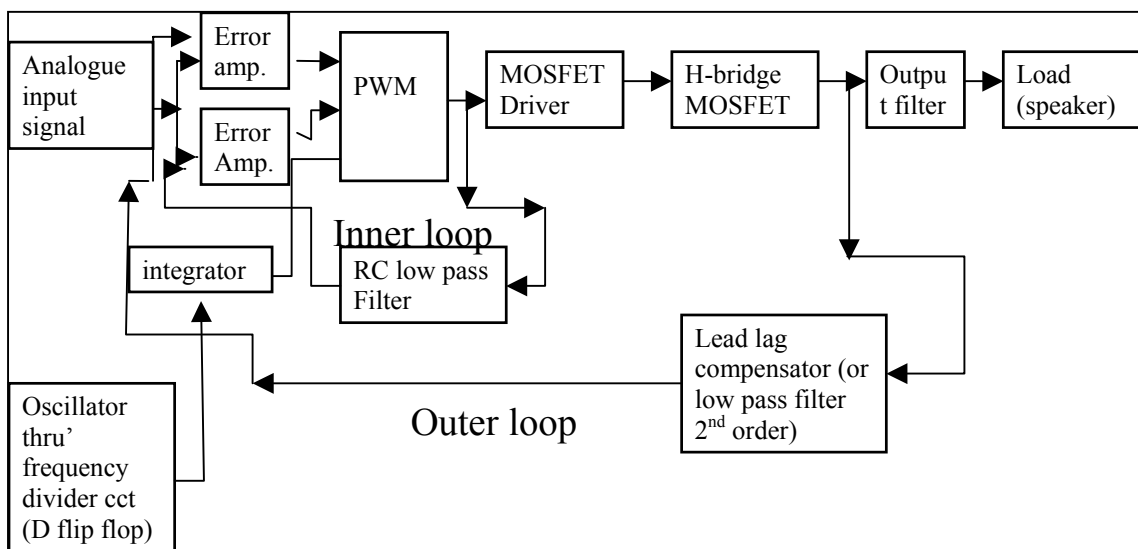 Analogue
input
signal
Error
amp.
Error
Amp.
PWM
MOSFET
Driver
H-bridge
MOSFET
Outpu
t filter
Load
(speaker)
Inner loop
integrator
RC low pass
Filter
Lead lag
compensator (or
low pass filter
2nd order)
Outer loop
Oscillator
thru’
frequency
divider cct
(D flip flop)